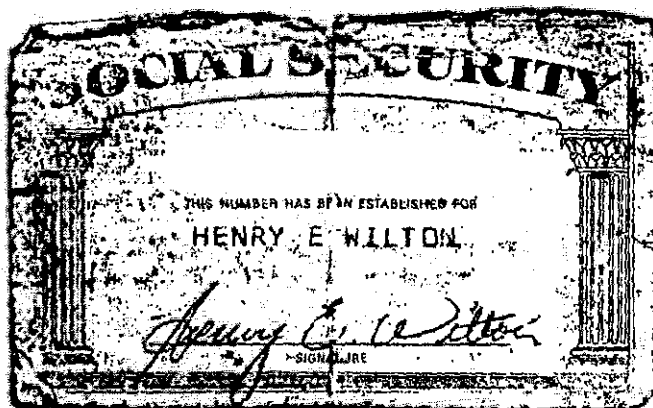 SOCIAL SECURITY
THIS NUMBER HAS BEEN ESTABLISHED FOR
HENRY E WILTON
Henry E. Wilton
SIGNATURE